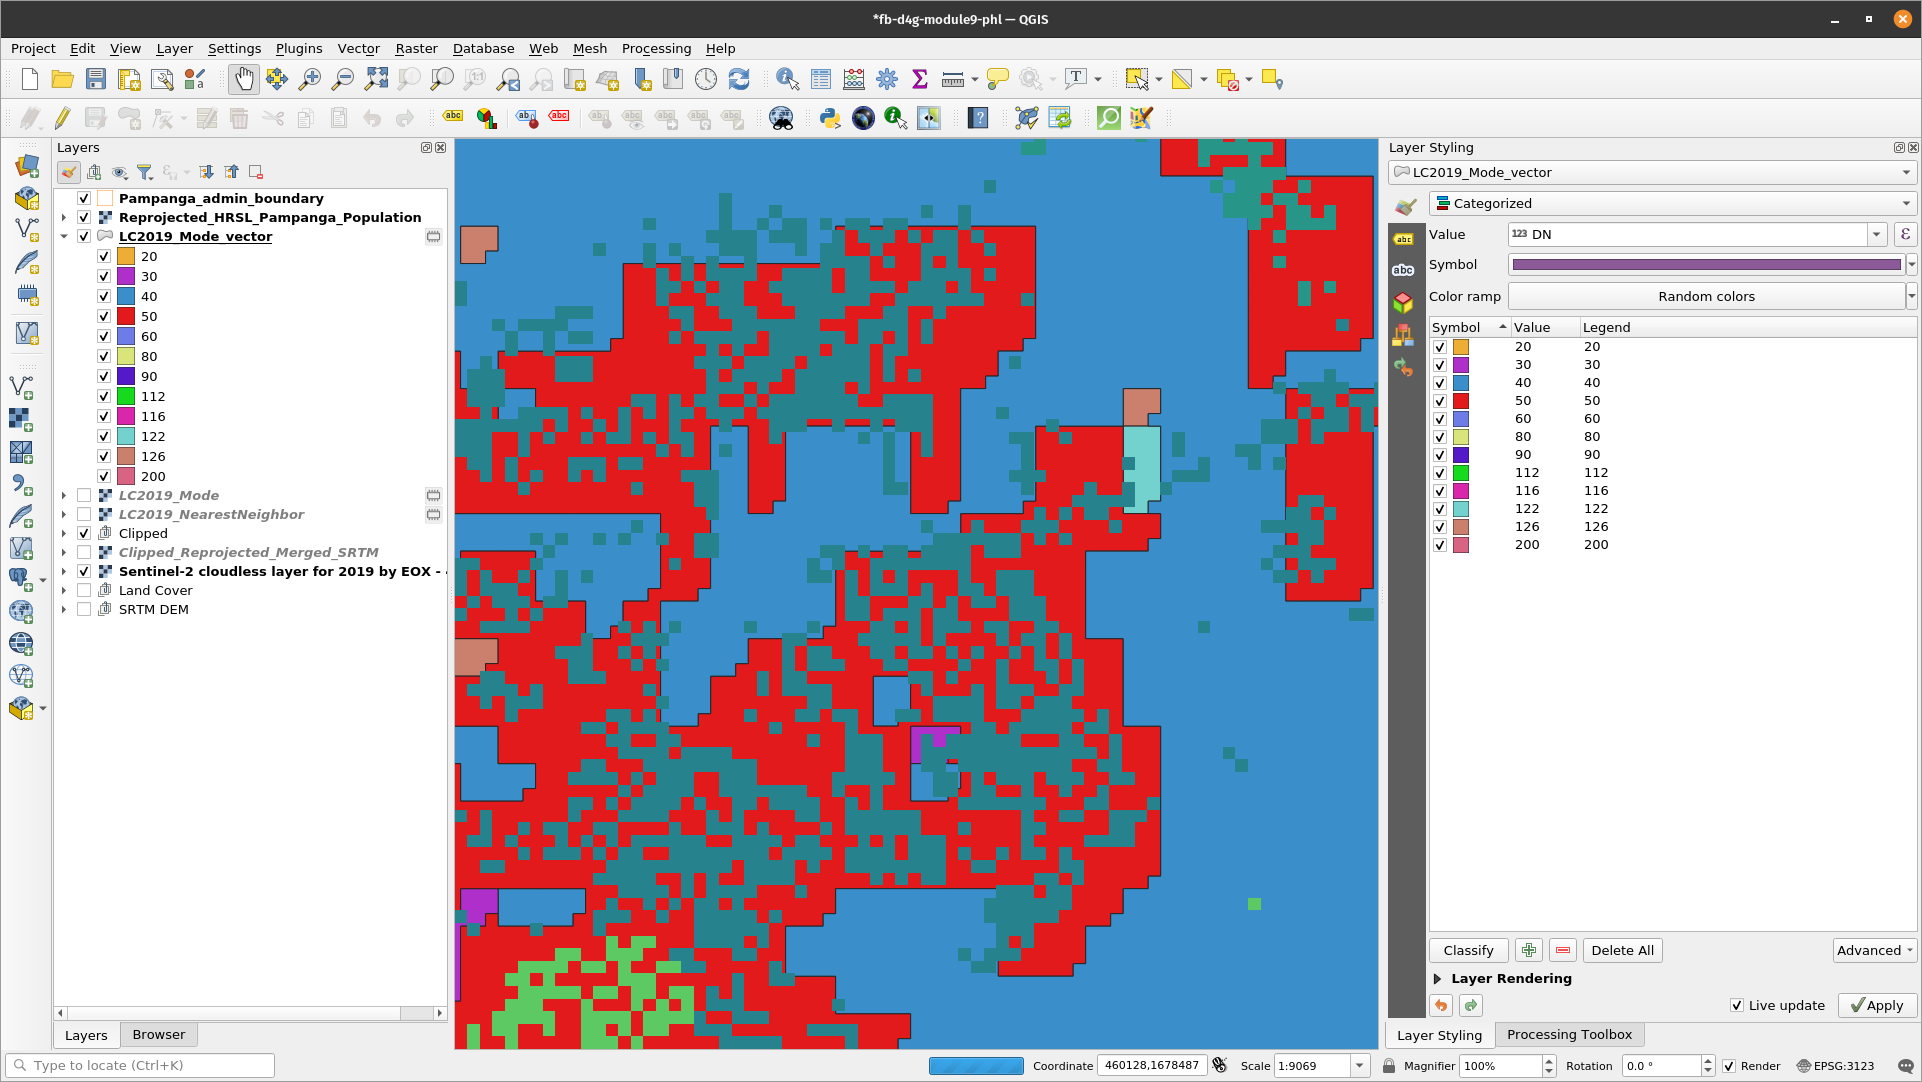 *fb-d4g-module9-phl — QGIS
Project Edit View Layer Settings Plugins Vector Raster Database Web Mesh Processing Help
Layers
Pampanga_admin_boundary
Reprojected_HRSL_Pampanga_Population
LC2019_Mode_vector
20
30
40
50
60
80
90
112
116
122
126
200
LC2019_Mode
LC2019_NearestNeighbor
Clipped
Clipped_Reprojected_Merged_SRTM
Sentinel-2 cloudless layer for 2019 by EOX -
Land Cover
SRTM DEM
Layers Browser
Layer Styling
LC2019_Mode_vector
Categorized
Value 123 DN
Symbol
Color ramp Random colors
Symbol Value Legend
20 20
30 30
40 40
50 50
60 60
80 80
90 90
112 112
116 116
122 122
126 126
200 200
Classify Delete All Advanced
Layer Rendering
Live update Apply
Layer Styling Processing Toolbox
Type to locate (Ctrl+K) Coordinate 460128,1678487 Scale 1:9069 Magnifier 100% Rotation 0.0 ° Render EPSG:3123